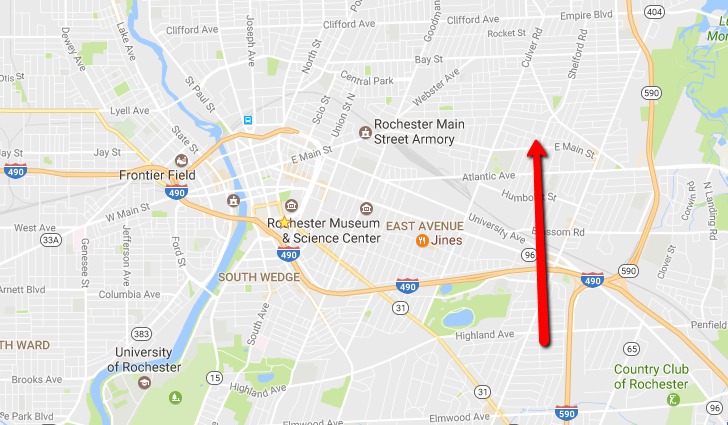 Clifford Ave
Clifford Ave
Empire Blvd
404
Dewey Ave
Lake Ave
Joseph Ave
North St
Goodman
Rocket St
Culver Rd
Shelford Rd
Otis St
Bay St
Central Park
Webster Ave
590
St Paul St
Scio St
Union St N
Lyell Ave
State St
Rochester Main
Street Armory
Jay St
Jay St
E Main St
E Main St
490
Frontier Field
490
Atlantic Ave
Humboldt St
N Landing
Corwin Rd
W Main St
Rochester Museum
& Science Center
EAST AVENUE
University Ave
Blossom Rd
West Ave
33A
Jines
96
Clover St
Genesee St
Jefferson Ave
Ford St
490
590
SOUTH WEDGE
490
490
Arnett Blvd
Columbia Ave
31
South Ave
Penfield
383
Highland Ave
TH WARD
University
of Rochester
65
Country Club
of Rochester
Brooks Ave
15
Highland Ave
31
Elmwood Ave
Elmwood Ave
590
96
e Park Blvd